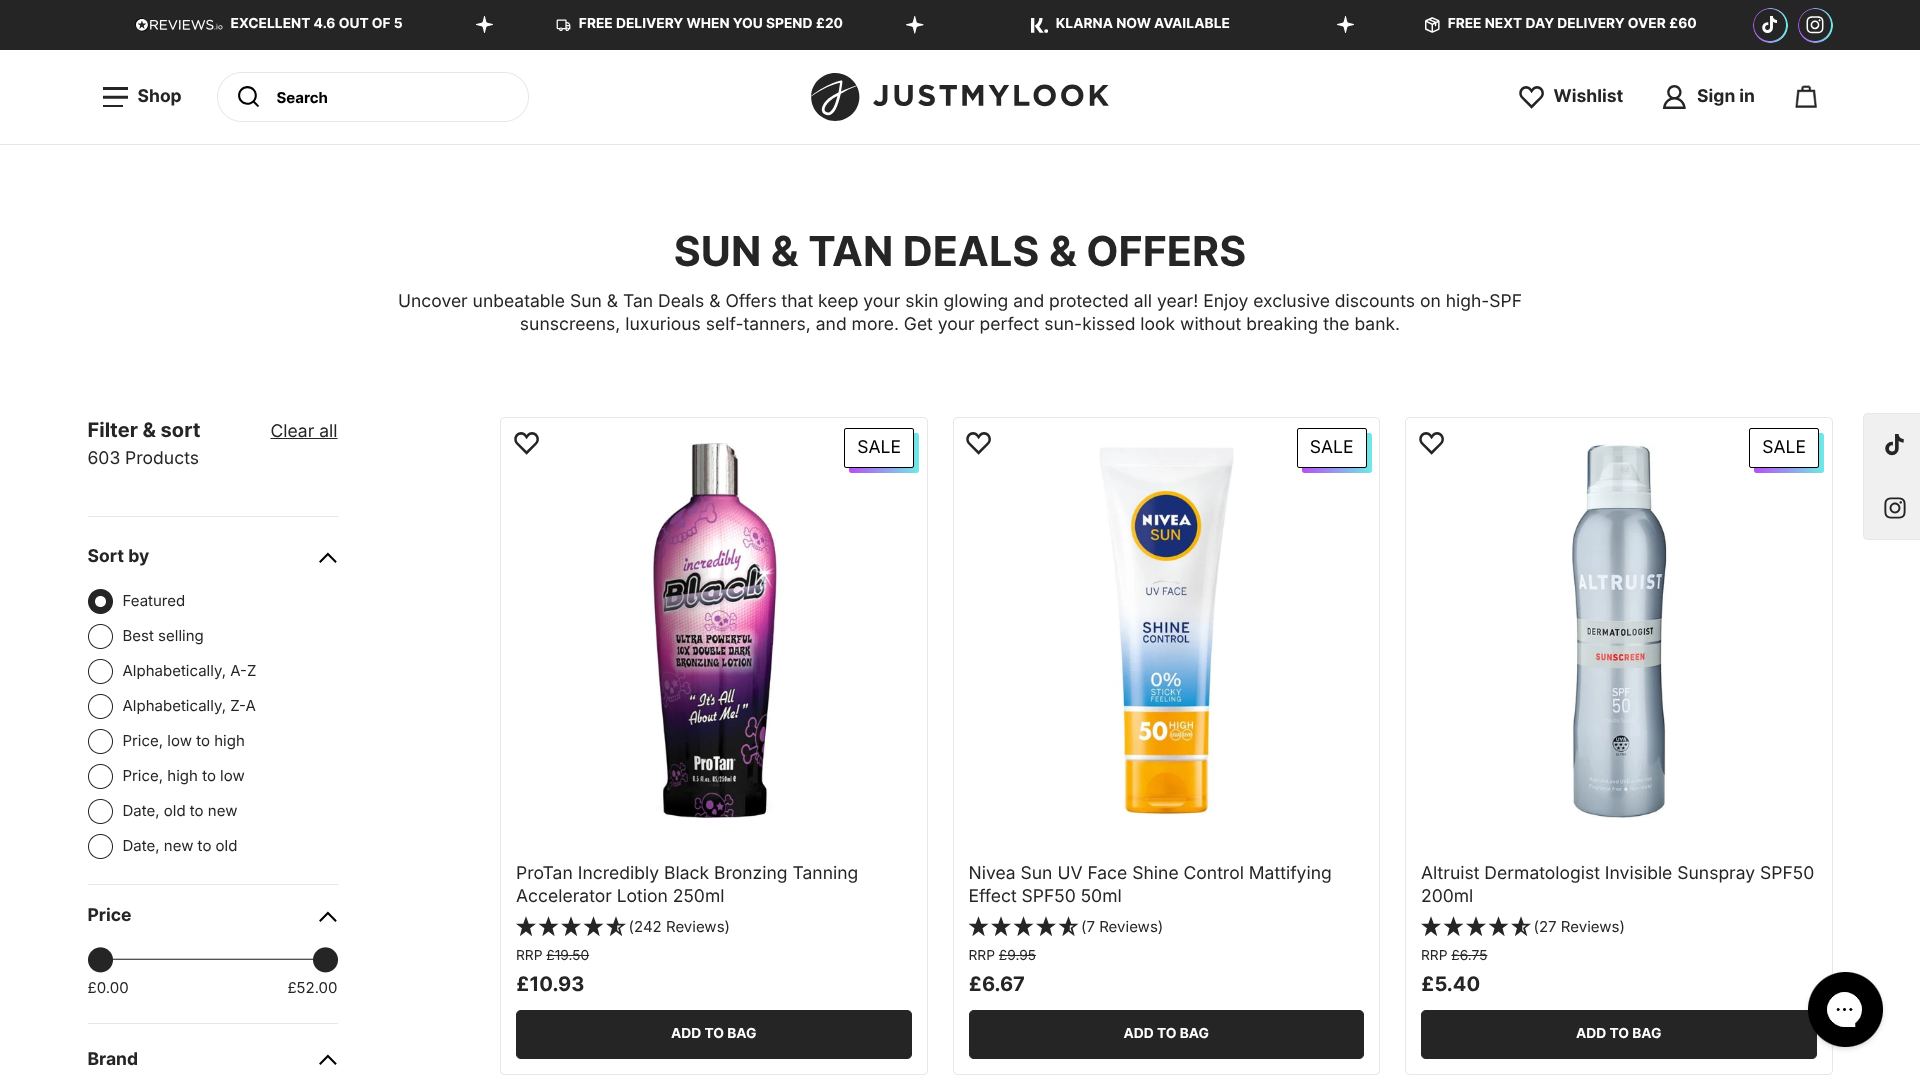 REVIEWS.io EXCELLENT 4.6 OUT OF 5
FREE DELIVERY WHEN YOU SPEND £20
K. KLARNA NOW AVAILABLE
FREE NEXT DAY DELIVERY OVER £60
Shop
Search
JUSTMYLOOK
Wishlist
Sign in
SUN & TAN DEALS & OFFERS
Uncover unbeatable Sun & Tan Deals & Offers that keep your skin glowing and protected all year! Enjoy exclusive discounts on high-SPF
sunscreens, luxurious self-tanners, and more. Get your perfect sun-kissed look without breaking the bank.
Filter & sort
Clear all
603 Products
Sort by
Featured
Best selling
Alphabetically, A-Z
Alphabetically, Z-A
Price, low to high
Price, high to low
Date, old to new
Date, new to old
Price
£0.00
£52.00
Brand
SALE
incredibly
Black
ULTRA POWERFUL
10X DOUBLE DARK
BRONZING LOTION
"It's All
About Me!"
ProTan
ProTan Incredibly Black Bronzing Tanning
Accelerator Lotion 250ml
(242 Reviews)
RRP £19.50
£10.93
ADD TO BAG
SALE
NIVEA
SUN
UV FACE
SHINE
CONTROL
0%
STICKY
FEELING
50 HIGH
Nivea Sun UV Face Shine Control Mattifying
Effect SPF50 50ml
(7 Reviews)
RRP £9.95
£6.67
ADD TO BAG
SALE
ALTRUIST
DERMATOLOGIST
SUNSCREEN
SPF
50
Altruist Dermatologist Invisible Sunspray SPF50
200ml
(27 Reviews)
RRP £6.75
£5.40
ADD TO BAG